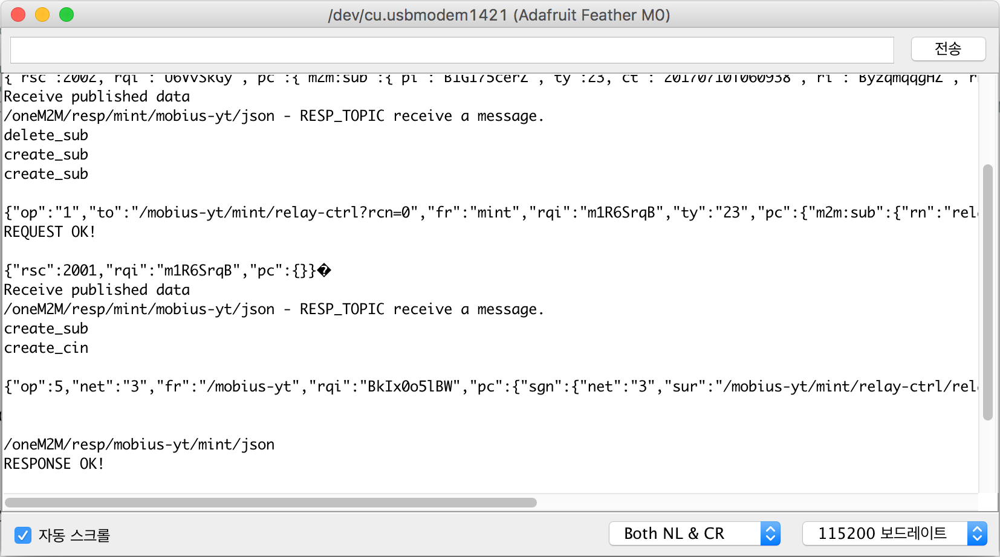 /dev/cu.usbmodem1421 (Adafruit Feather M0)
전송
{"rsc":2002,"rqi":"U6VvSkGy","pc":{"m2m:sub":{"pi":"B1GI75cerZ","ty":23,"ct":"20170710T060938","ri":"ByzqmqqgHZ","r
Receive published data
/oneM2M/resp/mint/mobius-yt/json - RESP_TOPIC receive a message.
delete_sub
create_sub
create_sub
{"op":"1","to":"/mobius-yt/mint/relay-ctrl?rcn=0","fr":"mint","rqi":"m1R6SrqB","ty":"23","pc":{"m2m:sub":{"rn":"rel
REQUEST OK!
{"rsc":2001,"rqi":"m1R6SrqB","pc":{}}�
Receive published data
/oneM2M/resp/mint/mobius-yt/json - RESP_TOPIC receive a message.
create_sub
create_cin
{"op":5,"net":"3","fr":"/mobius-yt","rqi":"BkIx0o5lBW","pc":{"sgn":{"net":"3","sur":"/mobius-yt/mint/relay-ctrl/rel
/oneM2M/resp/mobius-yt/mint/json
RESPONSE OK!
자동 스크롤
Both NL & CR
115200 보드레이트